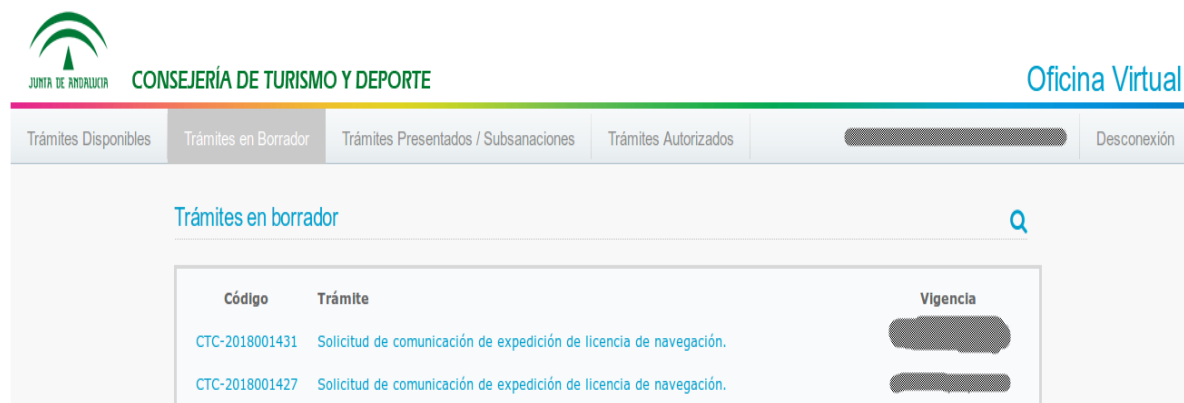 JUNTA DE ANDALUCIA
CONSEJERÍA DE TURISMO Y DEPORTE
Oficina Virtual
Trámites Disponibles Trámites en Borrador Trámites Presentados / Subsanaciones Trámites Autorizados Desconexión
Trámites en borrador
Código Trámite Vigencia
CTC-2018001431 Solicitud de comunicación de expedición de licencia de navegación.
CTC-2018001427 Solicitud de comunicación de expedición de licencia de navegación.